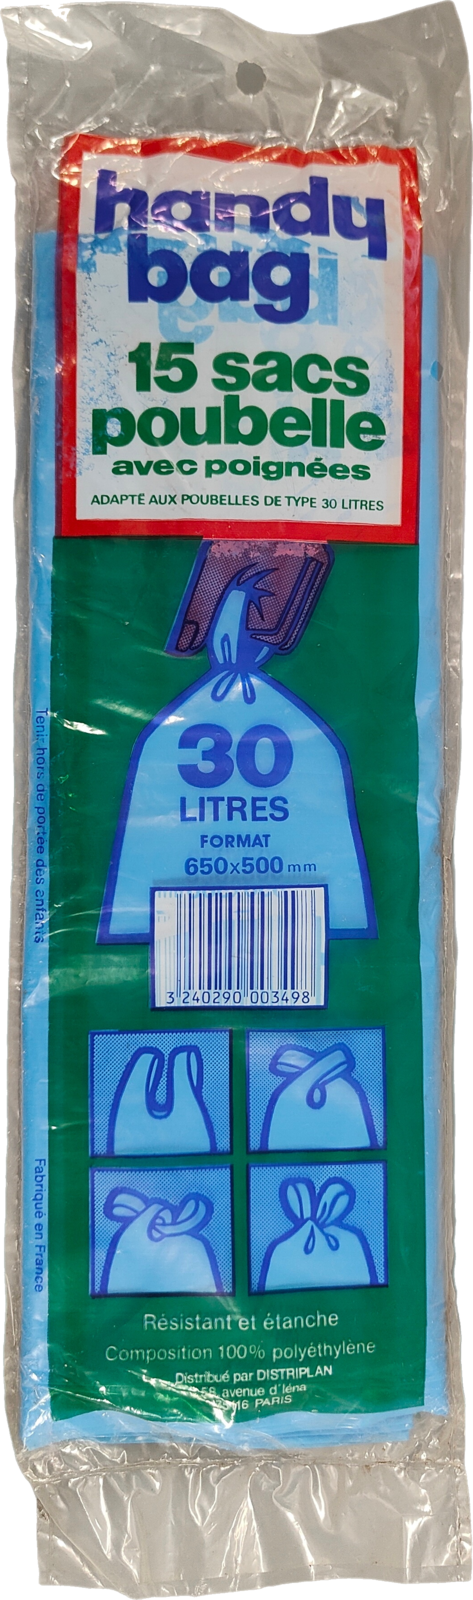 handy
bag
15 sacs
poubelle
avec poignées
ADAPTÉ AUX POUBELLES DE TYPE 30 LITRES
30
LITRES
FORMAT
650x500 mm
3 240290 003498
Tenir hors de portée des enfants
Fabriqué en France
Résistant et étanche
Composition 100% polyéthylène
Distribué par DISTRIPLAN
58, avenue d'Iéna
PARIS